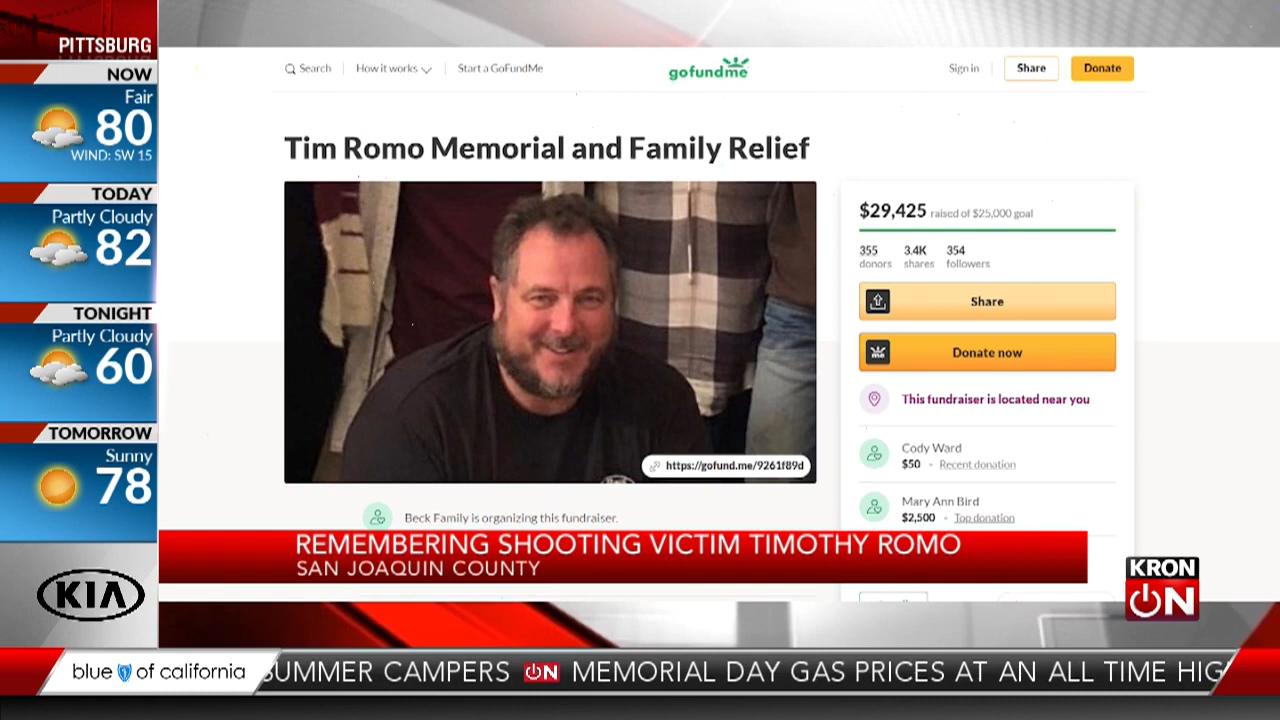 PITTSBURG
NOW
Fair
80
WIND: SW 15
TODAY
Partly Cloudy
82
TONIGHT
Partly Cloudy
60
TOMORROW
Sunny
78
KIA
Search
How it works
Start a GoFundMe
gofundme
Sign in
Share
Donate
Tim Romo Memorial and Family Relief
https://gofund.me/9261f89d
Beck Family is organizing this fundraiser.
$29,425 raised of $25,000 goal
355 3.4K 354
donors shares followers
Share
me Donate now
This fundraiser is located near you
Cody Ward
$50 - Recent donation
Mary Ann Bird
$2,500 - Top donation
REMEMBERING SHOOTING VICTIM TIMOTHY ROMO
SAN JOAQUIN COUNTY
KRON
ON
blue of california
SUMMER CAMPERS ON MEMORIAL DAY GAS PRICES AT AN ALL TIME HIG